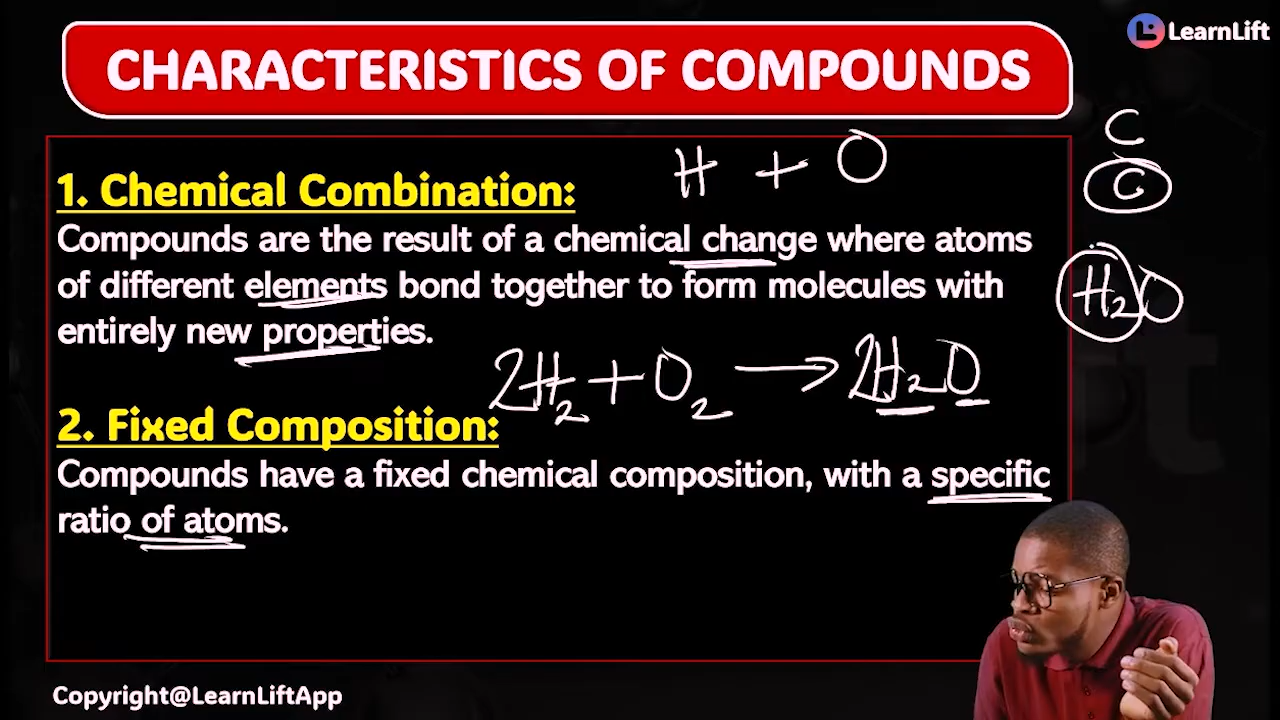 LearnLift
CHARACTERISTICS OF COMPOUNDS
C
H + O
C
1. Chemical Combination:
Compounds are the result of a chemical change where atoms
of different elements bond together to form molecules with
entirely new properties.
H₂O
2H₂ + O₂ → 2H₂O
2. Fixed Composition:
Compounds have a fixed chemical composition, with a specific
ratio of atoms.
Copyright@LearnLiftApp